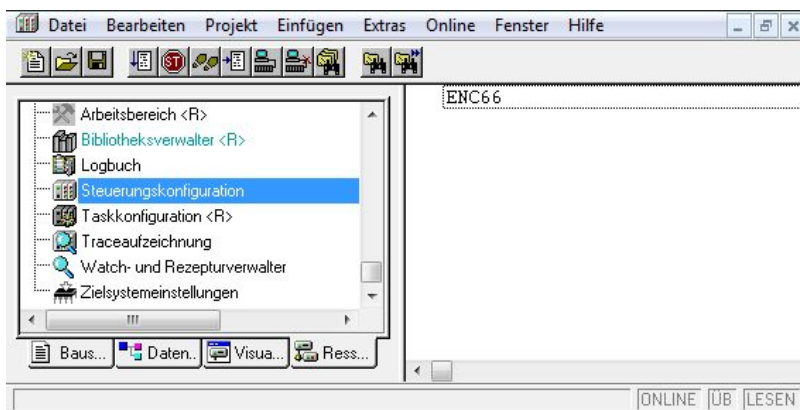 Datei Bearbeiten Projekt Einfügen Extras Online Fenster Hilfe
ST
Arbeitsbereich <R>
Bibliotheksverwalter <R>
Logbuch
Steuerungskonfiguration
Taskkonfiguration <R>
Traceaufzeichnung
Watch- und Rezepturverwalter
Zielsystemeinstellungen
Baus... Daten.. Visua... Ress...
ENC66
ONLINE ÜB LESEN